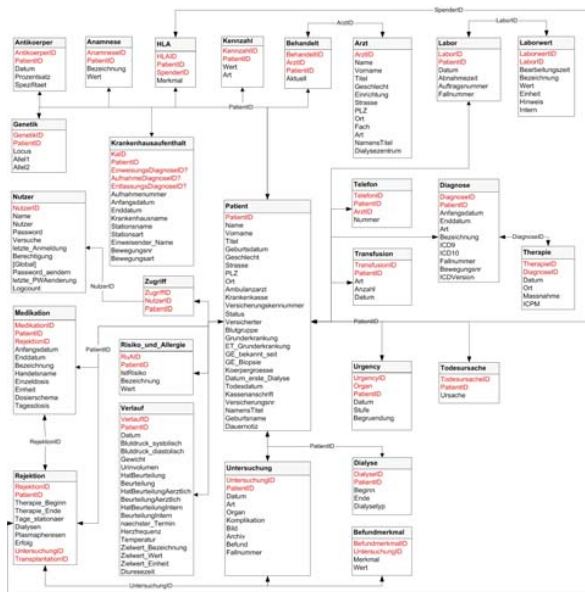 SpenderID
ArztID
LaborID
Antikoerper
AntikoerperID
PatientID
Datum
Prozentsatz
Spezifitaet
Anamnese
AnamneseID
PatientID
Bezeichnung
Wert
HLA
HLAID
PatientID
SpenderID
Merkmal
Kennzahl
KennzahlID
PatientID
Wert
Art
Behandelt
BehandeltID
ArztID
PatientID
Aktuell
Arzt
ArztID
Name
Vorname
Titel
Geschlecht
Einrichtung
Strasse
PLZ
Ort
Fach
Art
NamensTitel
Dialysezentrum
Labor
LaborID
PatientID
Datum
Abnahmezeit
Auftragsnummer
Fallnummer
Laborwert
LaborwertID
LaborID
Bearbeitungszeit
Bezeichnung
Wert
Einheit
Hinweis
Intern
PatientID
Genetik
GenetikID
PatientID
Locus
Allel1
Allel2
Krankenhausaufenthalt
KaID
PatientID
EinweisungsDiagnoseID?
AufnahmeDiagnoseID?
EntlassungsDiagnoseID?
Aufnahmenummer
Anfangsdatum
Enddatum
Krankenhausname
Stationsname
Stationsart
Einweisender_Name
Bewegungsnr
Bewegungsart
Patient
PatientID
Name
Vorname
Titel
Geburtsdatum
Geschlecht
Strasse
PLZ
Ort
Ambulanzarzt
Krankenkasse
Versicherungskennummer
Status
Versicherter
Blutgruppe
Grunderkrankung
ET_Grunderkrankung
GE_bekannt_seit
GE_Biopsie
Koerpergroesse
Datum_erste_Dialyse
Todesdatum
Kassenanschrift
Versicherungsnr
NamensTitel
Geburtsname
Dauernotiz
Telefon
TelefonID
PatientID
ArztID
Nummer
Diagnose
DiagnoseID
PatientID
Anfangsdatum
Enddatum
Art
Bezeichnung
ICD9
ICD10
Fallnummer
Bewegungsnr
ICDVersion
DiagnoseID
Transfusion
TransfusionID
PatientID
Art
Anzahl
Datum
Therapie
TherapieID
DiagnoseID
Datum
Ort
Massnahme
ICPM
Nutzer
NutzerID
Name
Nutzer
Password
Versuche
letzte_Anmeldung
Berechtigung
[Global]
Password_aendern
letzte_PWAenderung
Logcount
NutzerID
Zugriff
ZugriffID
NutzerID
PatientID
PatientID
Medikation
MedikationID
PatientID
RejektionID
Anfangsdatum
Enddatum
Bezeichnung
Handelsname
Einzeldosis
Einheit
Dosierschema
Tagesdosis
PatientID
Risiko_und_Allergie
RuAID
PatientID
IstRisiko
Bezeichnung
Wert
Urgency
UrgencyID
Organ
PatientID
Datum
Stufe
Begruendung
Todesursache
TodesursacheID
PatientID
Ursache
Verlauf
VerlaufID
PatientID
Datum
Blutdruck_systolisch
Blutdruck_diastolisch
Gewicht
Urinvolumen
HatBeurteilung
Beurteilung
HatBeurteilungAerztlich
BeurteilungAerztlich
HatBeurteilungIntern
BeurteilungIntern
naechster_Termin
Herzfrequenz
Temperatur
Zielwert_Bezeichnung
Zielwert_Wert
Zielwert_Einheit
Diuresezeit
RejektionID
PatientID
Rejektion
RejektionID
PatientID
Therapie_Beginn
Therapie_Ende
Tage_stationaer
Dialysen
Plasmapheresen
Erfolg
UntersuchungID
TransplantationID
Untersuchung
UntersuchungID
PatientID
Datum
Art
Organ
Komplikation
Bild
Archiv
Befund
Fallnummer
Dialyse
DialyseID
PatientID
Beginn
Ende
Dialysetyp
Befundmerkmal
BefundmerkmalID
UntersuchungID
Merkmal
Wert
UntersuchungID